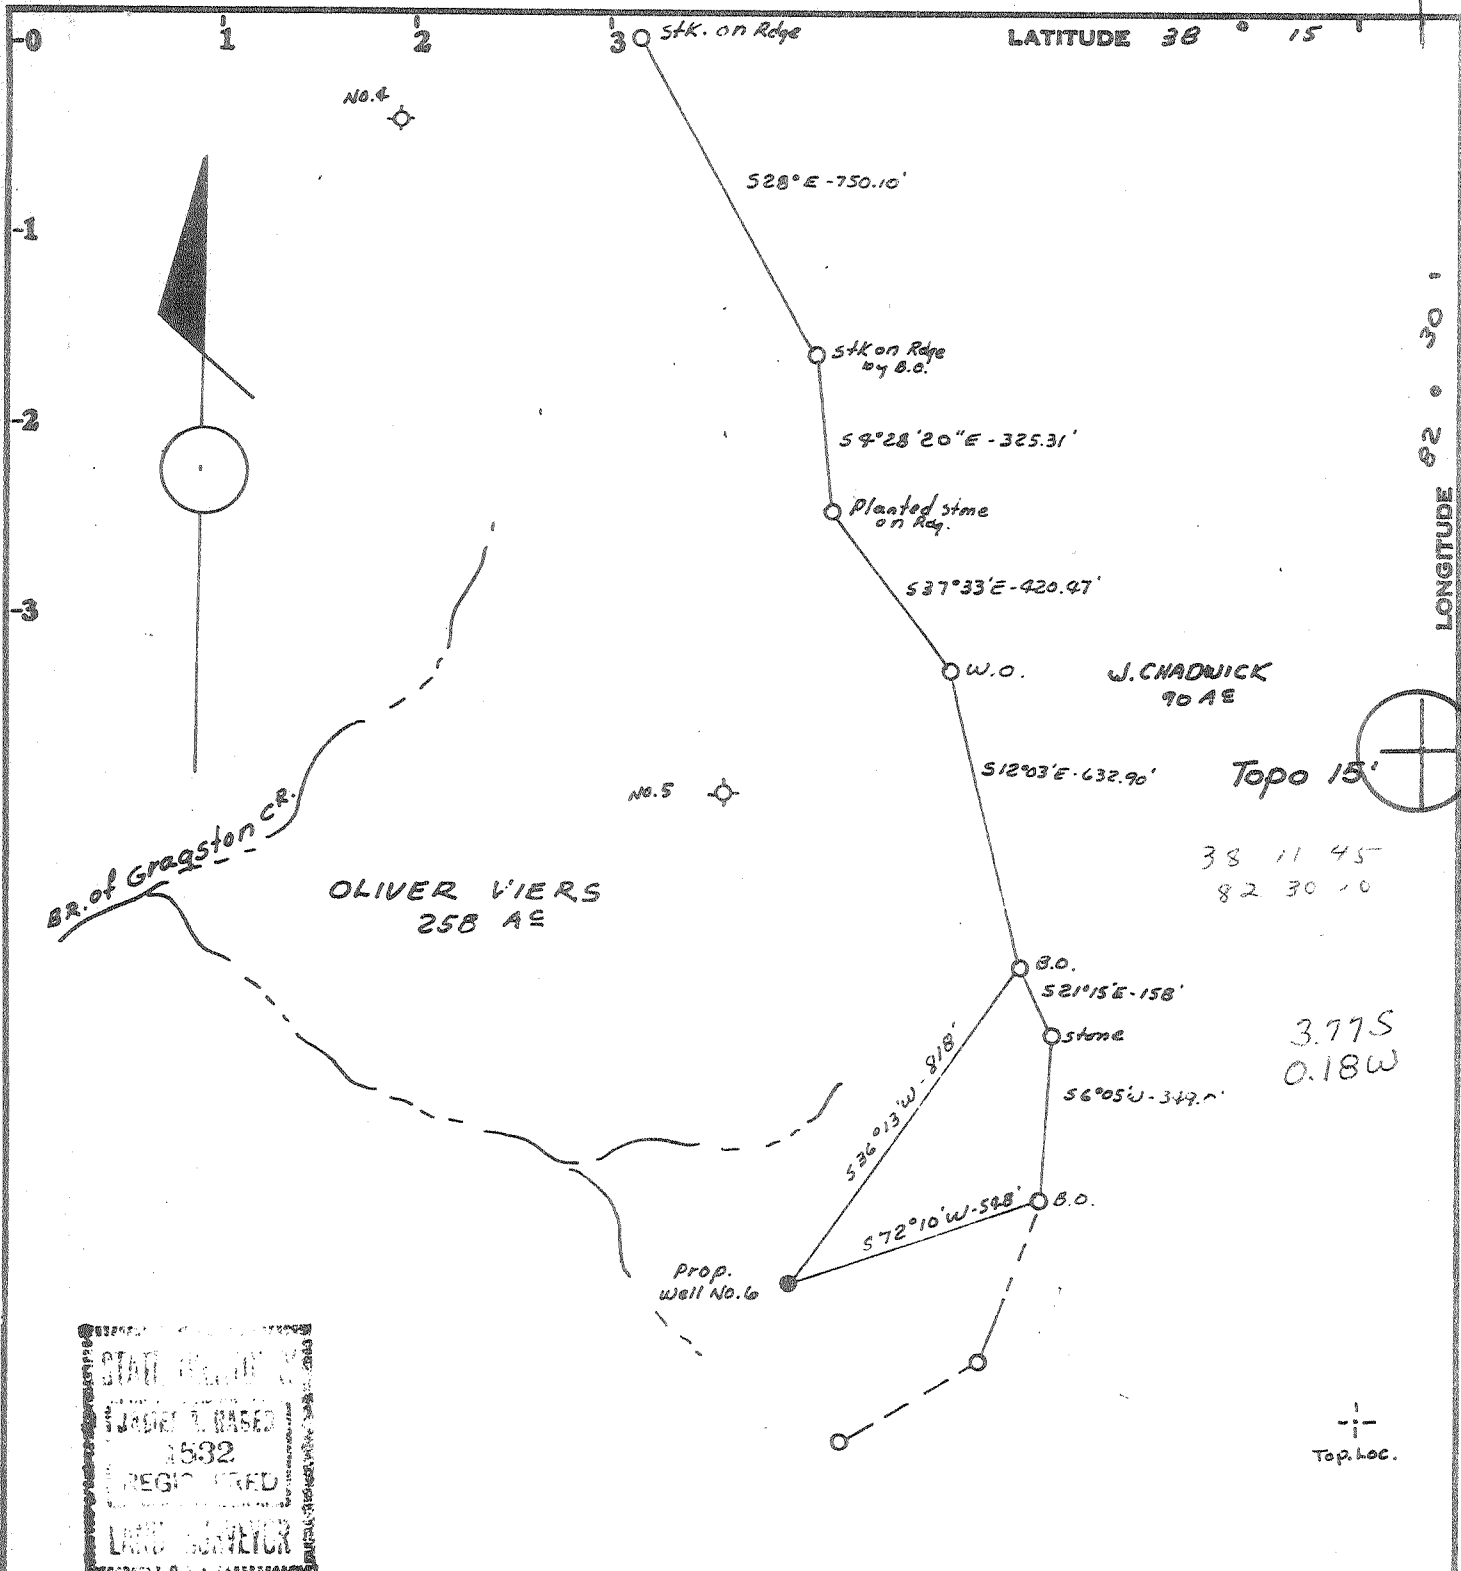 -0 1 2 3
Stk. on Rdge
LATITUDE 38 ° 15 '
No.4
S28°E-750.10'
-1
LONGITUDE 82 ° 30 '
Stk on Rdge
by B.O.
-2
S4°28'20"E-325.31'
Planted stone
on Rdg.
S37°33'E-420.47'
-3
W.O.
J.CHADWICK
90 AC
S12°03'E-632.90'
Topo 15'
No.5
BR. of Gragston CR.
38 11 45
82 30 10
OLIVER VIERS
258 AC
B.O.
S21°15'E-158'
stone
3.77S
0.18W
S36°13'W-818'
S6°05'W-349.
B.O.
S72°10'W-548'
Prop.
Well No.6
STATE
1532
REGISTERED
LAND SURVEYOR
Top. Loc.